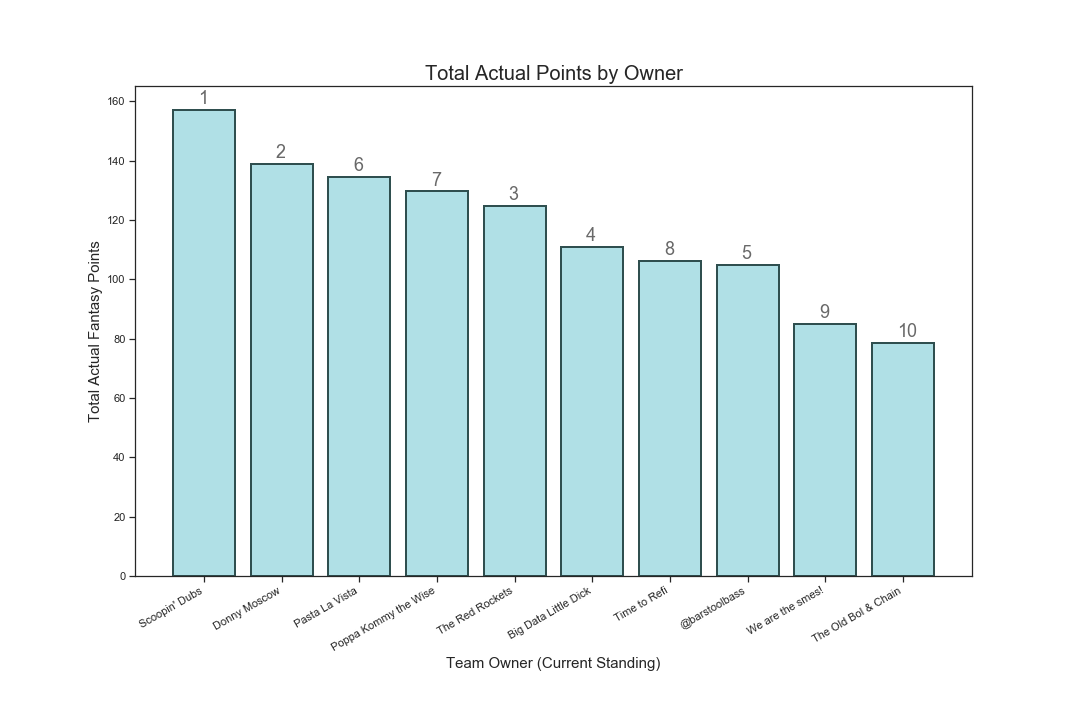 Total Actual Points by Owner
Total Actual Fantasy Points
160
140
120
100
80
60
40
20
0
1
2
6
7
3
4
8
5
9
10
Scoopin' Dubs
Donny Moscow
Pasta La Vista
Poppa Kommy the Wise
The Red Rockets
Big Data Little Dick
Time to Refi
@barstoolbass
We are the smes!
The Old Bol & Chain
Team Owner (Current Standing)